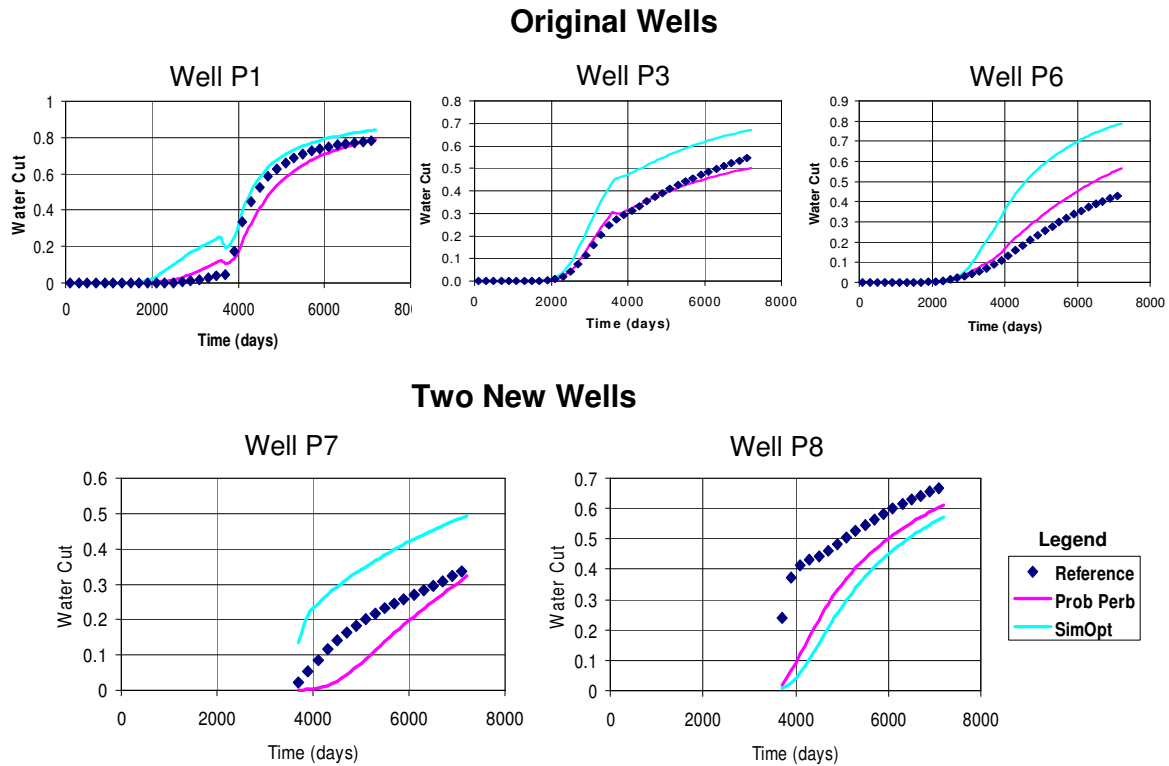 Original Wells
Well P1
Water Cut
1
0.8
0.6
0.4
0.2
0
0 2000 4000 6000 8
Time (days)
Well P3
Water Cut
0.8
0.7
0.6
0.5
0.4
0.3
0.2
0.1
0.0
0 2000 4000 6000 8000
Time (days)
Well P6
Water Cut
0.9
0.8
0.7
0.6
0.5
0.4
0.3
0.2
0.1
0
0 2000 4000 6000 8000
Time (days)
Two New Wells
Well P7
Water Cut
0.6
0.5
0.4
0.3
0.2
0.1
0
0 2000 4000 6000 8000
Time (days)
Well P8
Water Cut
0.7
0.6
0.5
0.4
0.3
0.2
0.1
0
0 2000 4000 6000 8000
Time (days)
Legend
Reference
Prob Perb
SimOpt